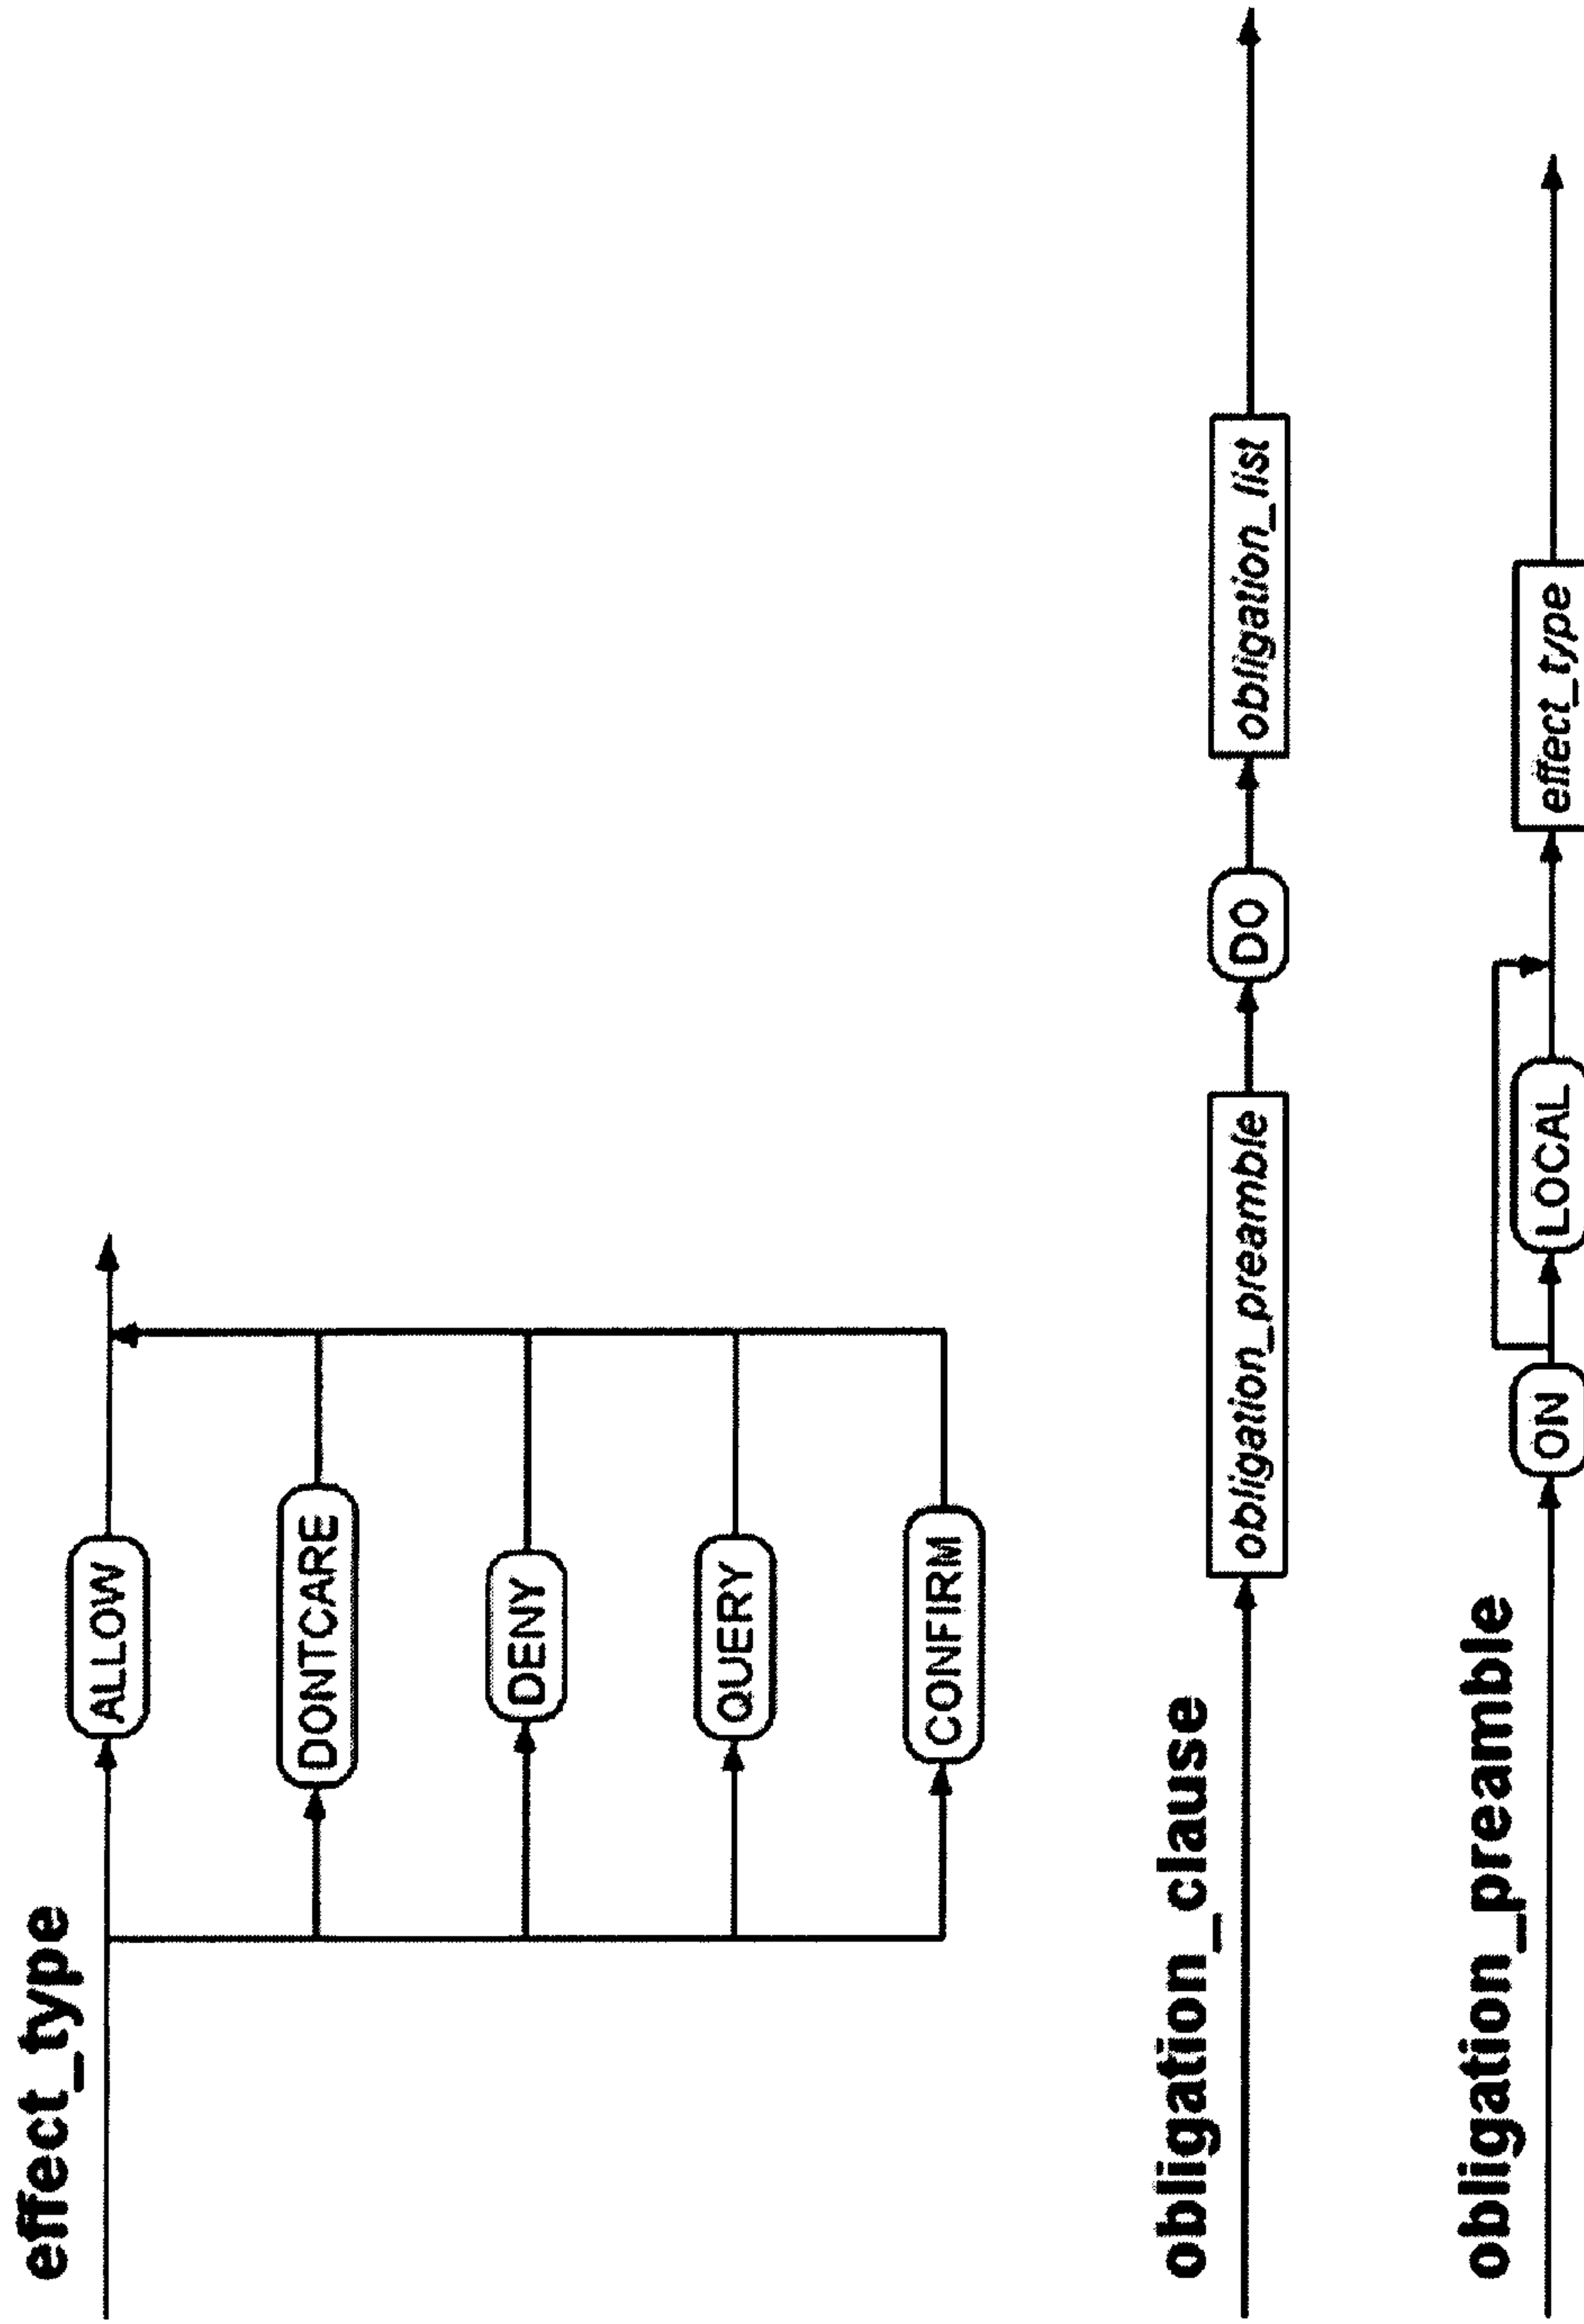 effect_type
ALLOW
DONTCARE
DENY
QUERY
CONFIRM
obligation_clause
obligation_preamble DO obligation_list
obligation_preamble
ON LOCAL effect_type